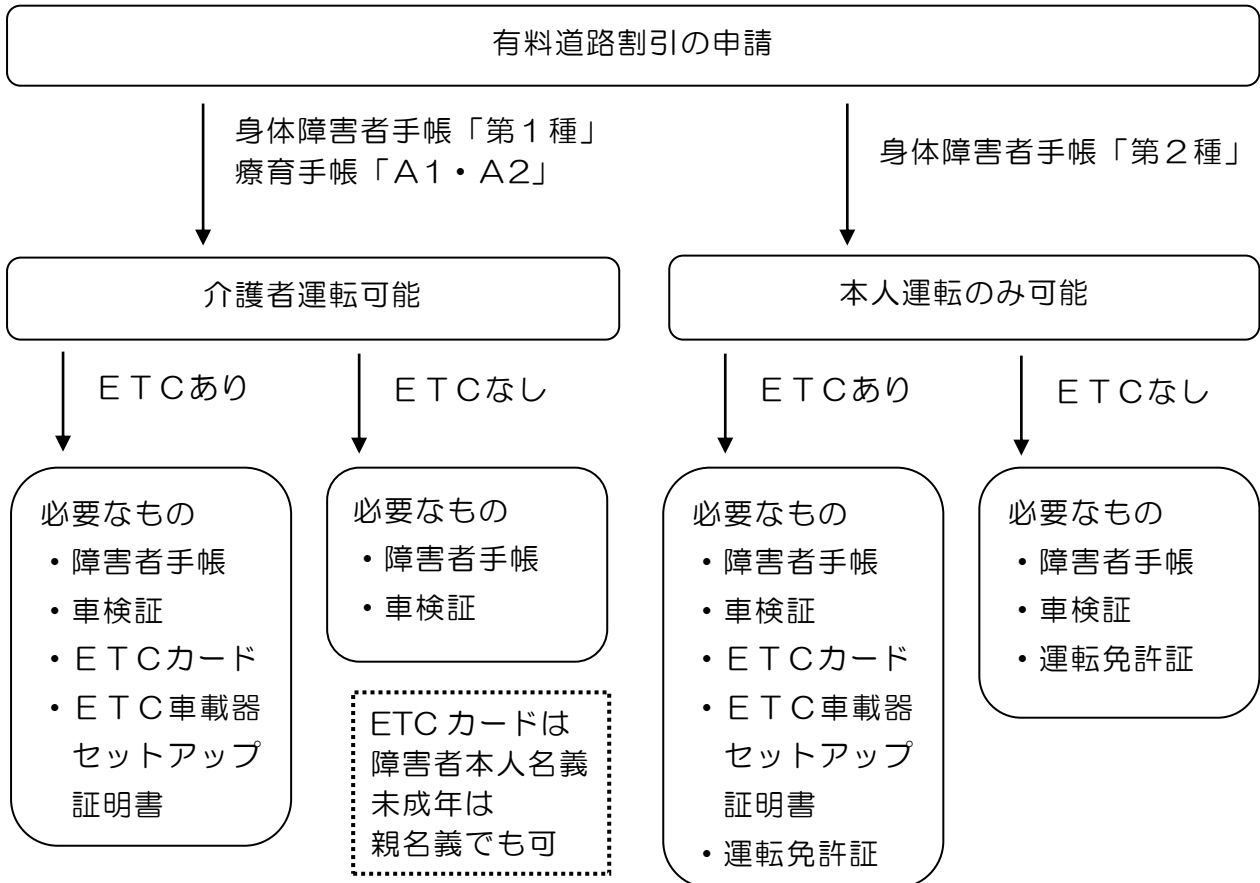 有料道路割引の申請
身体障害者手帳「第１種」
療育手帳「Ａ１・Ａ２」
身体障害者手帳「第２種」
介護者運転可能
本人運転のみ可能
ＥＴＣあり
ＥＴＣなし
ＥＴＣあり
ＥＴＣなし
必要なもの
・障害者手帳
・車検証
・ＥＴＣカード
・ＥＴＣ車載器
セットアップ
証明書
必要なもの
・障害者手帳
・車検証
ETC カードは
障害者本人名義
未成年は
親名義でも可
必要なもの
・障害者手帳
・車検証
・ＥＴＣカード
・ＥＴＣ車載器
セットアップ
証明書
・運転免許証
必要なもの
・障害者手帳
・車検証
・運転免許証